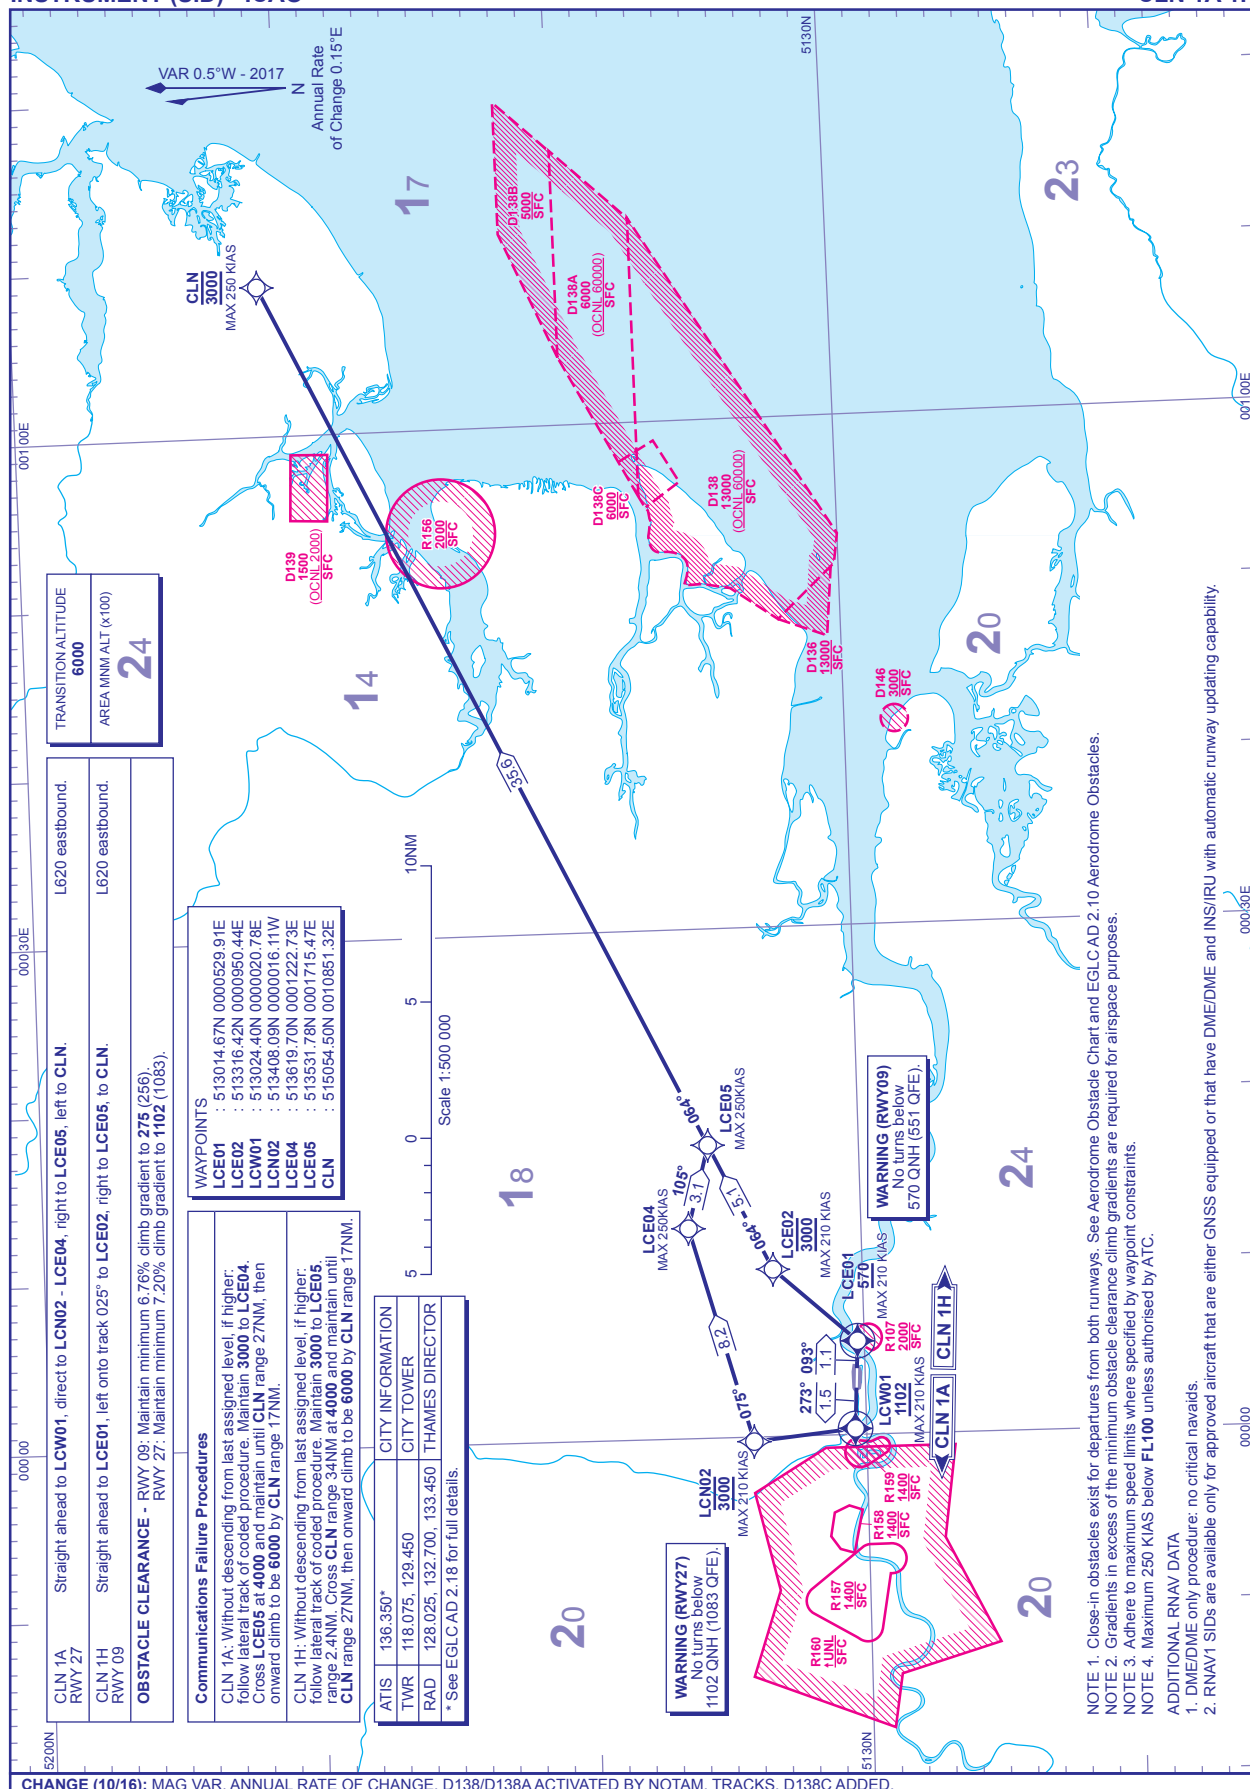 CLN 1A
RWY 27
Straight ahead to LCW01, direct to LCN02 - LCE04, right to LCE05, left to CLN.
L620 eastbound.
CLN 1H
RWY 09
Straight ahead to LCE01, left onto track 025° to LCE02, right to LCE05, to CLN.
L620 eastbound.
OBSTACLE CLEARANCE - RWY 09: Maintain minimum 6.76% climb gradient to 275 (256).
RWY 27: Maintain minimum 7.20% climb gradient to 1102 (1083).
TRANSITION ALTITUDE
6000
AREA MNM ALT (x100)
24
Communications Failure Procedures
CLN 1A: Without descending from last assigned level, if higher:
follow lateral track of coded procedure. Maintain 3000 to LCE04.
Cross LCE05 at 4000 and maintain until CLN range 27NM, then
onward climb to be 6000 by CLN range 17NM.
CLN 1H: Without descending from last assigned level, if higher:
follow lateral track of coded procedure. Maintain 3000 to LCE05.
range 2.4NM. Cross CLN range 34NM at 4000 and maintain until
CLN range 27NM, then onward climb to be 6000 by CLN range 17NM.
WAYPOINTS
LCE01 : 513014.67N 0000529.91E
LCE02 : 513316.42N 0000950.44E
LCW01 : 513024.40N 0000020.78E
LCN02 : 513408.09N 0000016.11W
LCE04 : 513619.70N 0001222.73E
LCE05 : 513531.78N 0001715.47E
CLN : 515054.50N 0010851.32E
ATIS 136.350* CITY INFORMATION
TWR 118.075, 129.450 CITY TOWER
RAD 128.025, 132.700, 133.450 THAMES DIRECTOR
* See EGLC AD 2.18 for full details.
5 0 5 10NM
Scale 1:500 000
VAR 0.5°W - 2017
N
Annual Rate
of Change 0.15°E
5200N
00000
00030E
00100E
5130N
CLN
3000
MAX 250 KIAS
17
14
18
20
23
20
24
20
D139
1500
(OCNL 2000)
SFC
R156
2000
SFC
D138B
5000
SFC
D138A
6000
(OCNL 60000)
SFC
D138C
6000
SFC
D138
13000
(OCNL 60000)
SFC
D136
13000
SFC
D146
3000
SFC
35.6
064°
LCE05
MAX 250KIAS
105°
3.1
LCE04
MAX 250KIAS
5.1
064°
LCE02
3000
MAX 210 KIAS
8.2
075°
LCN02
3000
MAX 210 KIAS
LCE01
570
MAX 210 KIAS
273° 093°
1.5 1.1
LCW01
1102
MAX 210 KIAS
R107
2000
SFC
CLN 1A
CLN 1H
WARNING (RWY09)
No turns below
570 QNH (551 QFE).
WARNING (RWY27)
No turns below
1102 QNH (1083 QFE).
R160
↑UNL
SFC
R157
1400
SFC
R158
1400
SFC
R159
1400
SFC
5130N
00000
00030E
00100E
NOTE 1. Close-in obstacles exist for departures from both runways. See Aerodrome Obstacle Chart and EGLC AD 2.10 Aerodrome Obstacles.
NOTE 2. Gradients in excess of the minimum obstacle clearance climb gradients are required for airspace purposes.
NOTE 3. Adhere to maximum speed limits where specified by waypoint constraints.
NOTE 4. Maximum 250 KIAS below FL100 unless authorised by ATC.
ADDITIONAL RNAV DATA
1. DME/DME only procedure: no critical navaids.
2. RNAV1 SIDs are available only for approved aircraft that are either GNSS equipped or that have DME/DME and INS/IRU with automatic runway updating capability.
CHANGE (10/16): MAG VAR. ANNUAL RATE OF CHANGE. D138/D138A ACTIVATED BY NOTAM. TRACKS. D138C ADDED.